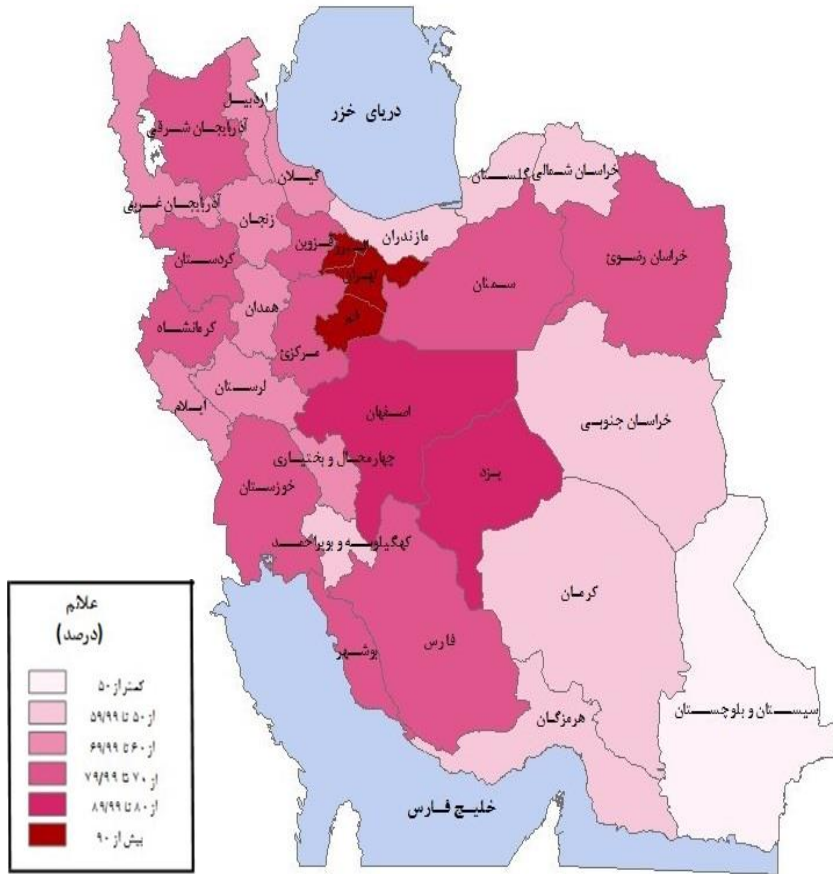 دریای خزر
اردبیل
آذربایجان شرقی
گیلان
گلستان
خراسان شمالی
آذربایجان غربی
زنجان
قزوین
البرز
مازندران
تهران
کردستان
سمنان
خراسان رضوی
همدان
قم
کرمانشاه
مرکزی
لرستان
ایلام
اصفهان
خراسان جنوبی
چهارمحال و بختیاری
یزد
خوزستان
کهگیلویه و بویراحمد
کرمان
فارس
بوشهر
هرمزگان
سیستان و بلوچستان
خلیج فارس
علائم
(درصد)
کمتر از ۵۰
از ۵۰ تا ۵۹/۹۹
از ۶۰ تا ۶۹/۹۹
از ۷۰ تا ۷۹/۹۹
از ۸۰ تا ۸۹/۹۹
بیش از ۹۰